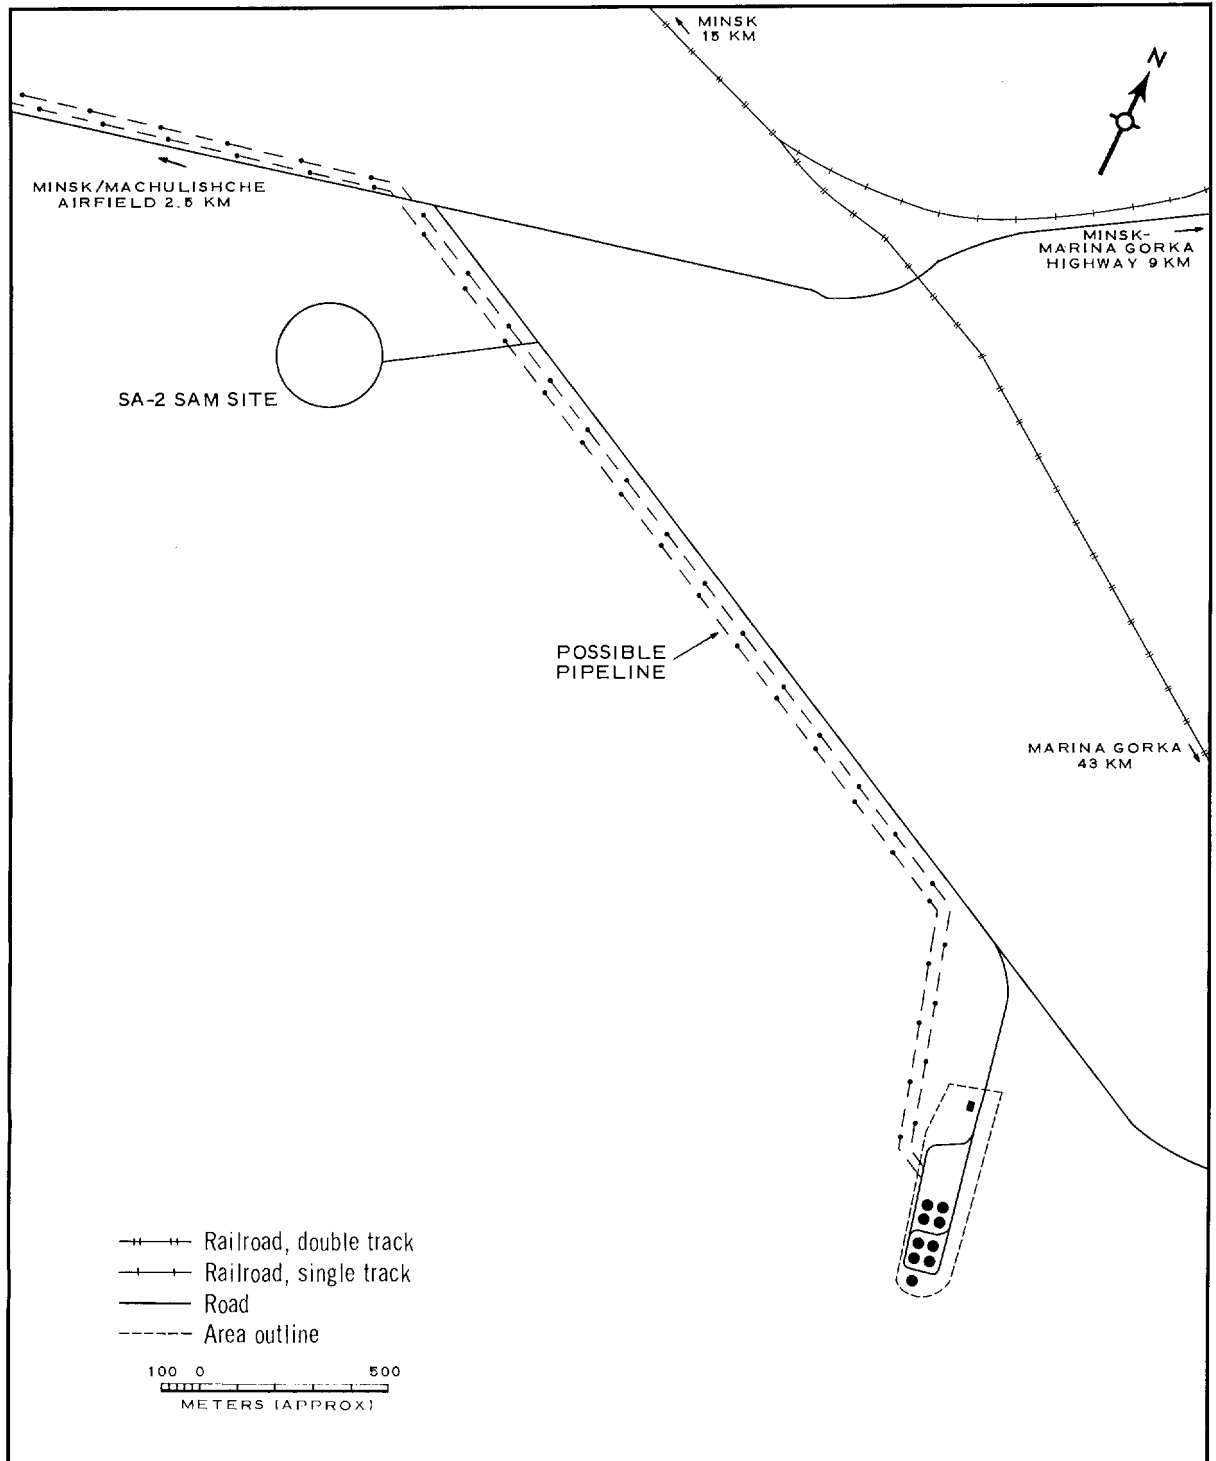 MINSK
15 KM
N
MINSK/MACHULISHCHE
AIRFIELD 2.5 KM
MINSK-
MARINA GORKA
HIGHWAY 9 KM
SA-2 SAM SITE
POSSIBLE
PIPELINE
MARINA GORKA
43 KM
Railroad, double track
Railroad, single track
Road
Area outline
100 0 500
METERS (APPROX)